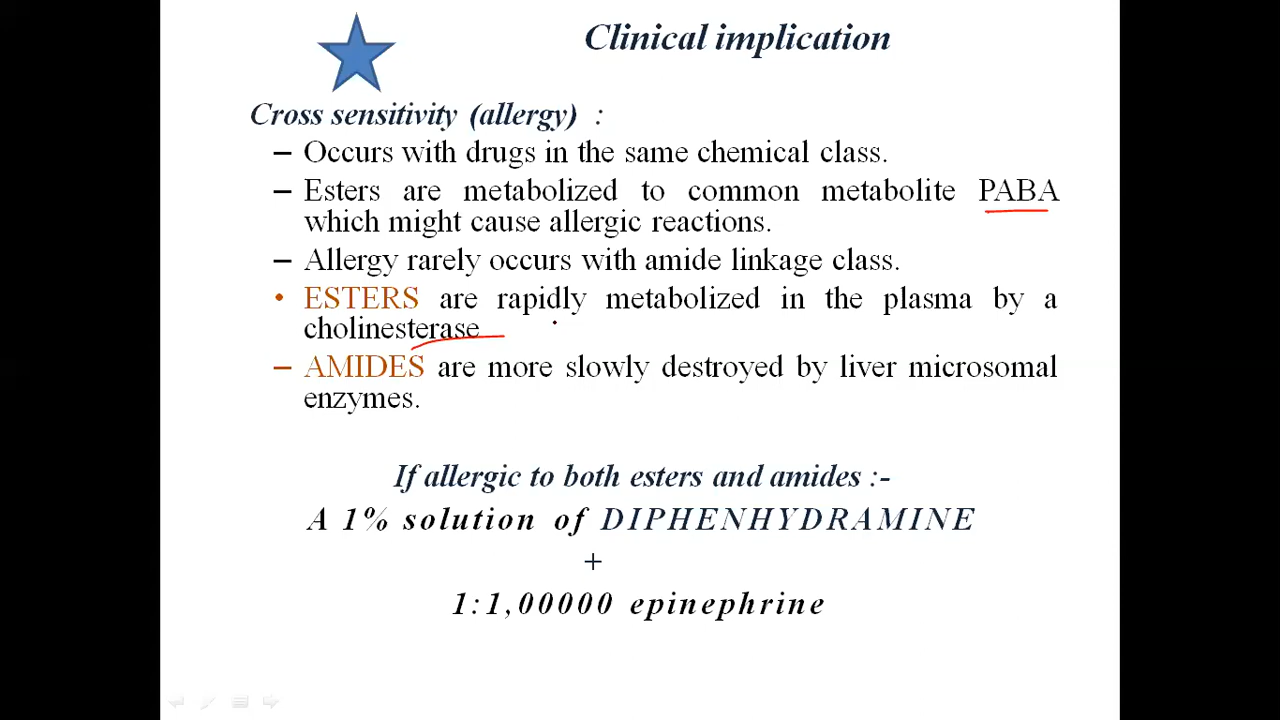 Clinical implication
Cross sensitivity (allergy) :
– Occurs with drugs in the same chemical class.
– Esters are metabolized to common metabolite PABA
which might cause allergic reactions.
– Allergy rarely occurs with amide linkage class.
• ESTERS are rapidly metabolized in the plasma by a
cholinesterase
– AMIDES are more slowly destroyed by liver microsomal
enzymes.
If allergic to both esters and amides :-
A 1% solution of DIPHENHYDRAMINE
+
1:1,00000 epinephrine